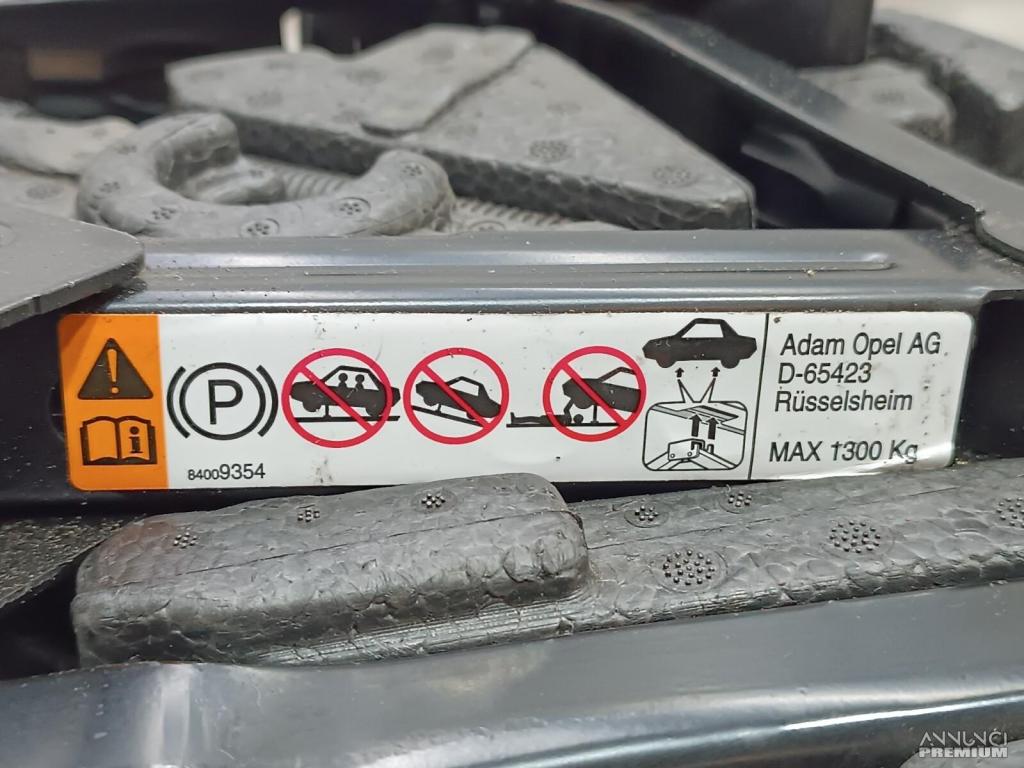 (P)
84009354
Adam Opel AG
D-65423
Rüsselsheim
MAX 1300 Kg
ANNUNCI
PREMIUM